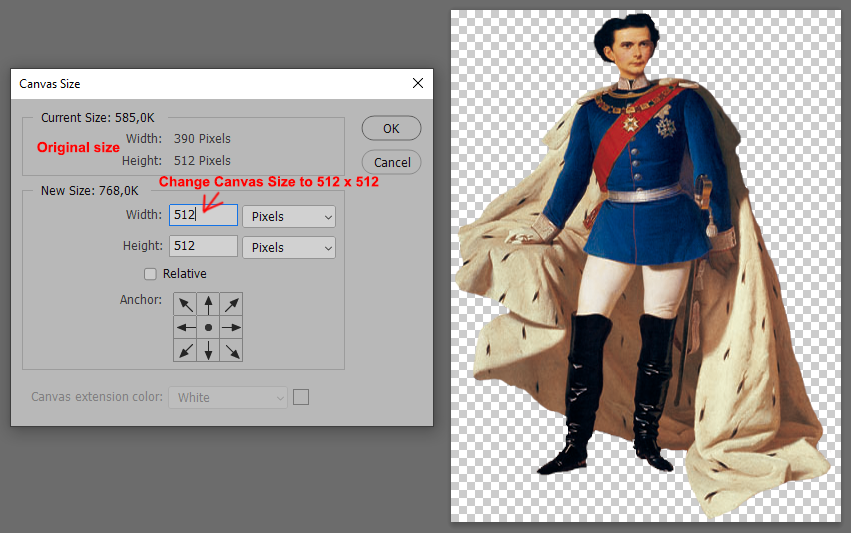 Canvas Size
Current Size: 585,0K
Original size
Width: 390 Pixels
Height: 512 Pixels
OK
Cancel
New Size: 768,0K
Change Canvas Size to 512 x 512
Width: 512 Pixels
Height: 512 Pixels
Relative
Anchor:
Canvas extension color: White